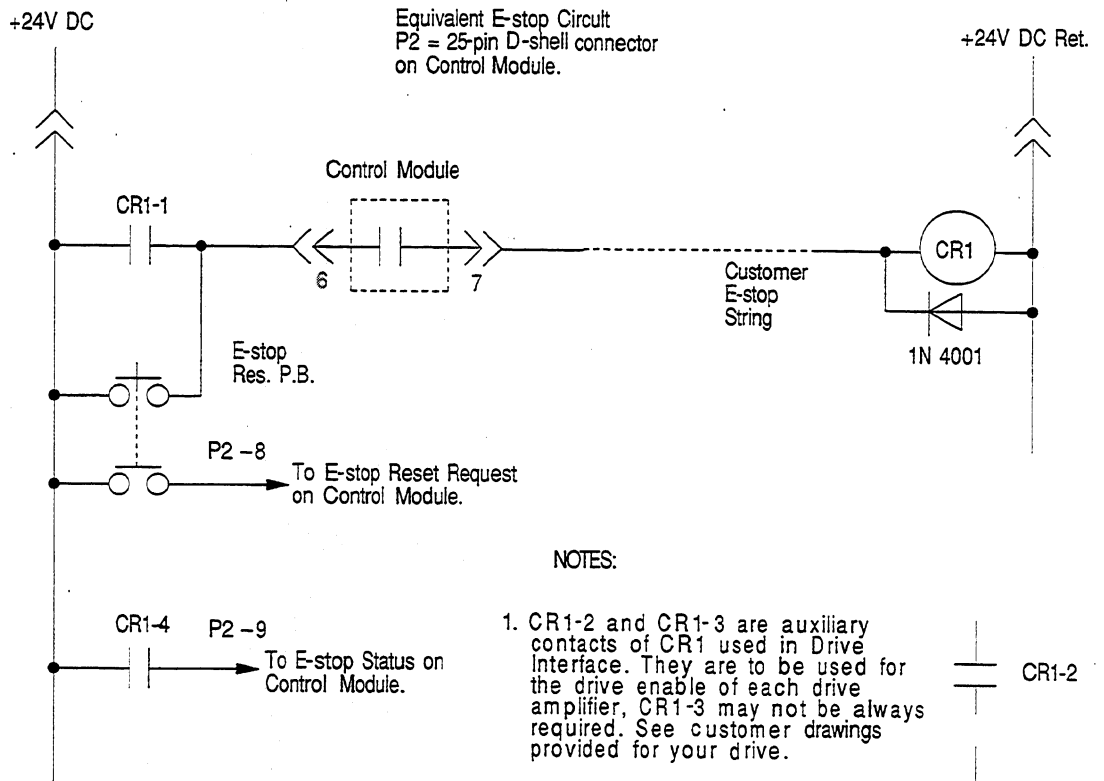 +24V DC
Equivalent E-stop Circuit
P2 = 25-pin D-shell connector
on Control Module.
+24V DC Ret.
Control Module
CR1-1
6
7
CR1
Customer
E-stop
String
1N 4001
E-stop
Res. P.B.
P2 -8
To E-stop Reset Request
on Control Module.
NOTES:
CR1-4
P2 -9
To E-stop Status on
Control Module.
1. CR1-2 and CR1-3 are auxiliary
contacts of CR1 used in Drive
Interface. They are to be used for
the drive enable of each drive
amplifier, CR1-3 may not be always
required. See customer drawings
provided for your drive.
CR1-2